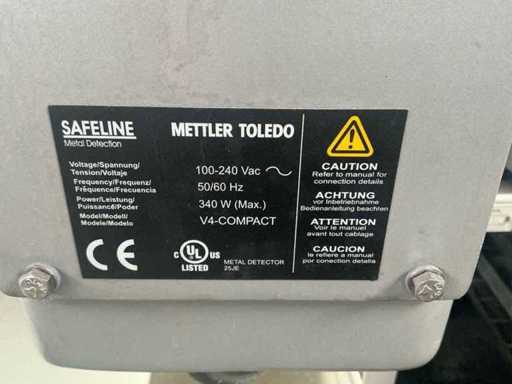 SAFELINE
Metal Detection
METTLER TOLEDO
Voltage/Spannung/
Tension/Voltaje
100-240 Vac
Frequency/Frequenz/
Fréquence/Frecuencia
50/60 Hz
Power/Leistung/
Puissance6/Poder
340 W (Max.)
Model/Modell/
Modele/Modelo
V4-COMPACT
CE
C UL US
LISTED
METAL DETECTOR
25JE
CAUTION
Refer to manual for
connection details
ACHTUNG
vor Inbetriebnahme
Bedienanleitung beachten
ATTENTION
Voir le manuel
avant tout cablage
CAUCION
le refiere a manual
por conection details